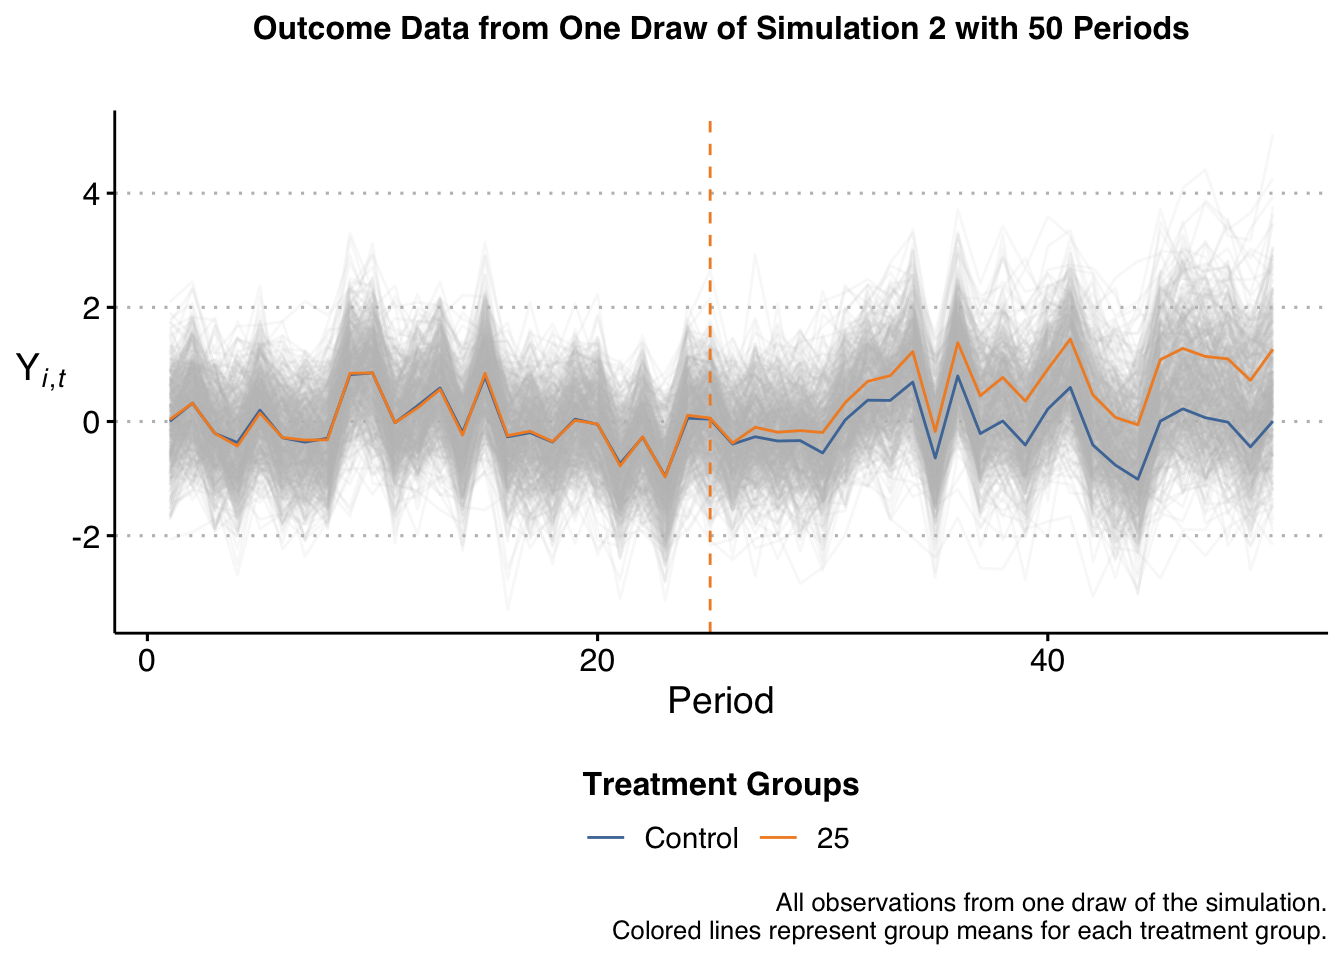 Outcome Data from One Draw of Simulation 2 with 50 Periods
4
2
0
-2
Y i,t
0 20 40
Period
Treatment Groups
Control 25
All observations from one draw of the simulation.
Colored lines represent group means for each treatment group.